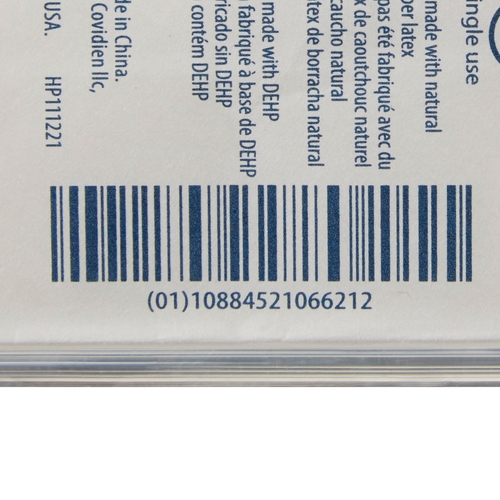 ingle use
made with natural
er latex
pas été fabriqué avec du
x de caoutchouc naturel
caucho natural
tex de borracha natural
made with DEHP
fabriqué à base de DEHP
ricado sin DEHP
contém DEHP
de in China.
Covidien llc,
USA.
HP111221
(01)10884521066212